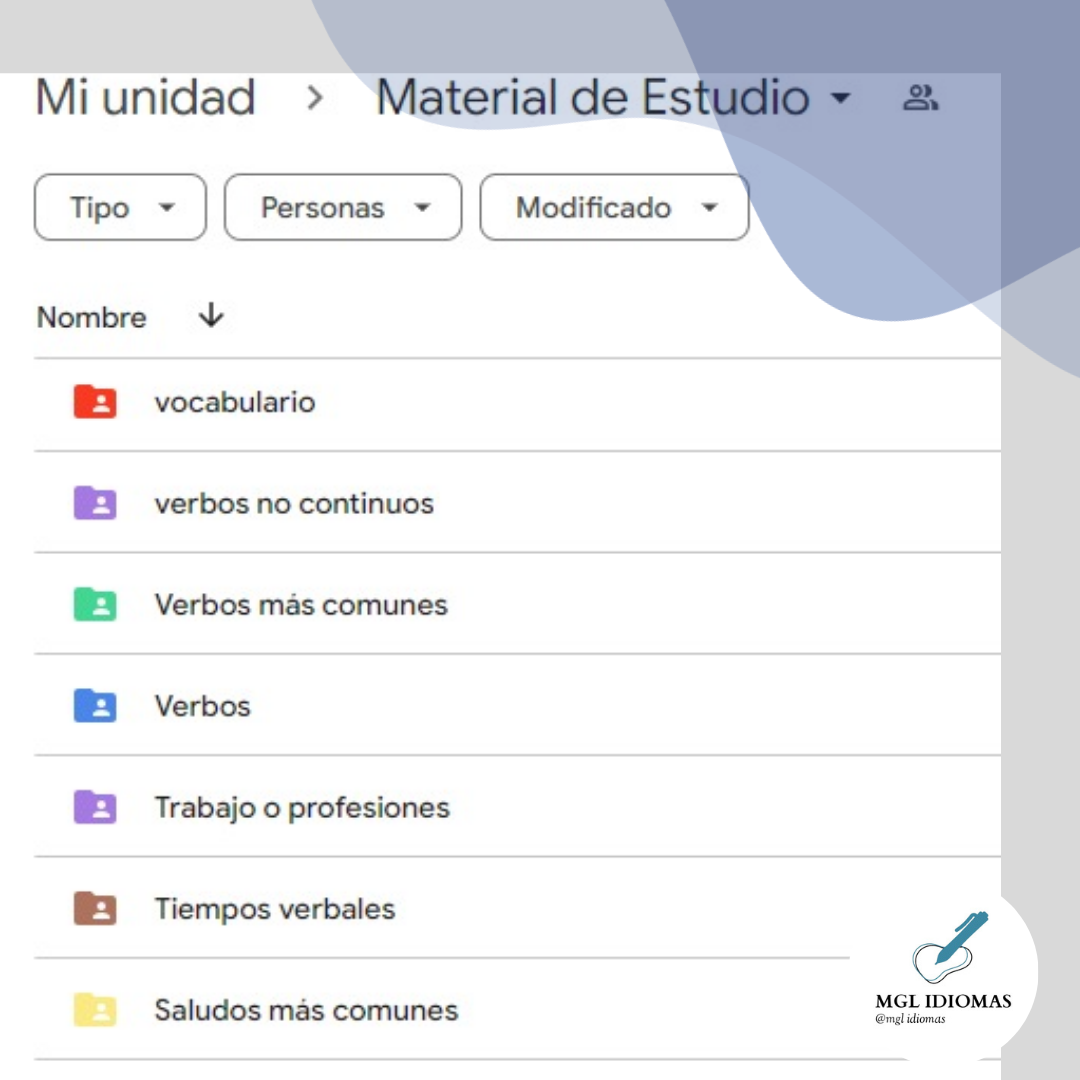 Mi unidad > Material de Estudio
Tipo Personas Modificado
Nombre
vocabulario
verbos no continuos
Verbos más comunes
Verbos
Trabajo o profesiones
Tiempos verbales
Saludos más comunes
MGL IDIOMAS
@mgl idiomas